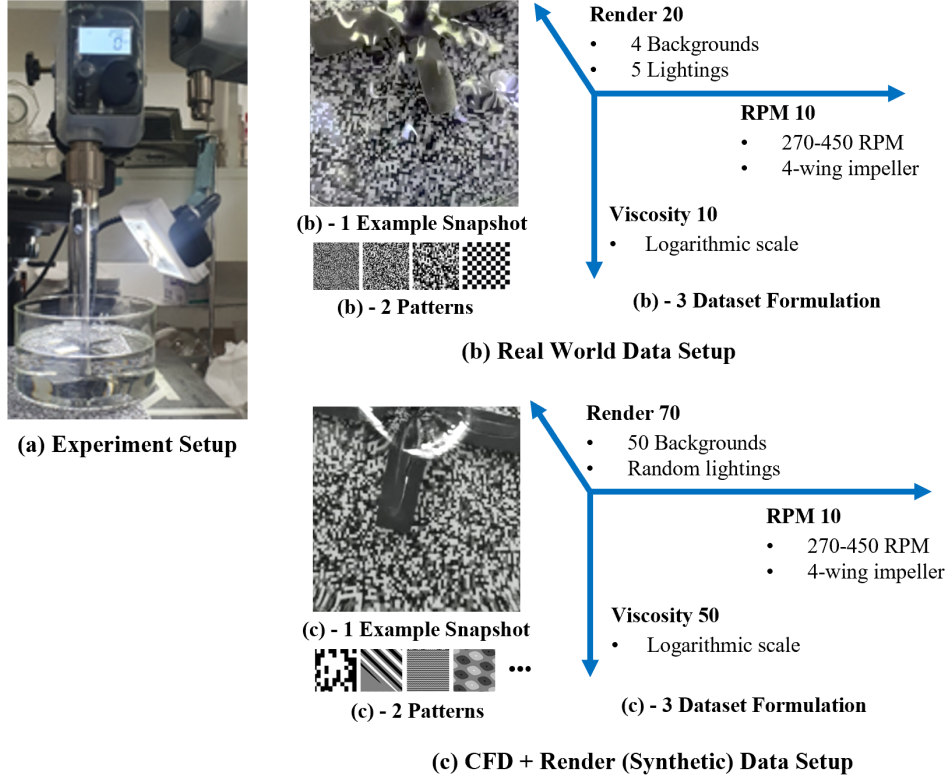 0
(a) Experiment Setup
(b) - 1 Example Snapshot
(b) - 2 Patterns
Render 20
• 4 Backgrounds
• 5 Lightings
RPM 10
• 270-450 RPM
• 4-wing impeller
Viscosity 10
• Logarithmic scale
(b) - 3 Dataset Formulation
(b) Real World Data Setup
(c) - 1 Example Snapshot
(c) - 2 Patterns
•••
Render 70
• 50 Backgrounds
• Random lightings
RPM 10
• 270-450 RPM
• 4-wing impeller
Viscosity 50
• Logarithmic scale
(c) - 3 Dataset Formulation
(c) CFD + Render (Synthetic) Data Setup